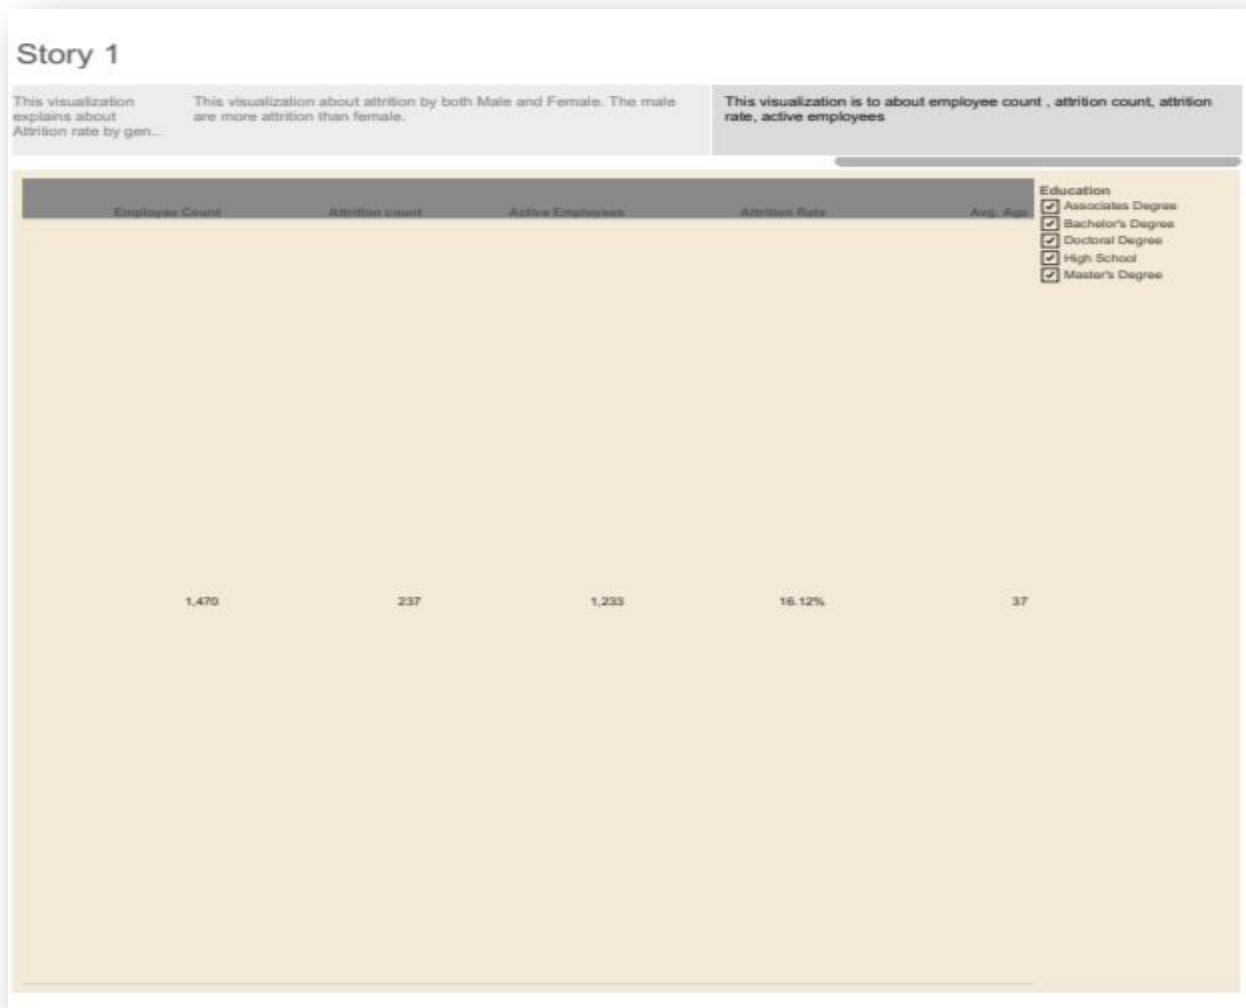 Story 1
This visualization
explains about
Attrition rate by gen...
This visualization about attrition by both Male and Female. The male
are more attrition than female.
This visualization is to about employee count , attrition count, attrition
rate, active employees
Employee Count Attrition count Active Employees Attrition Rate Avg. Age
Education
Associates Degree
Bachelor's Degree
Doctoral Degree
High School
Master's Degree
1,470 237 1,233 16.12% 37